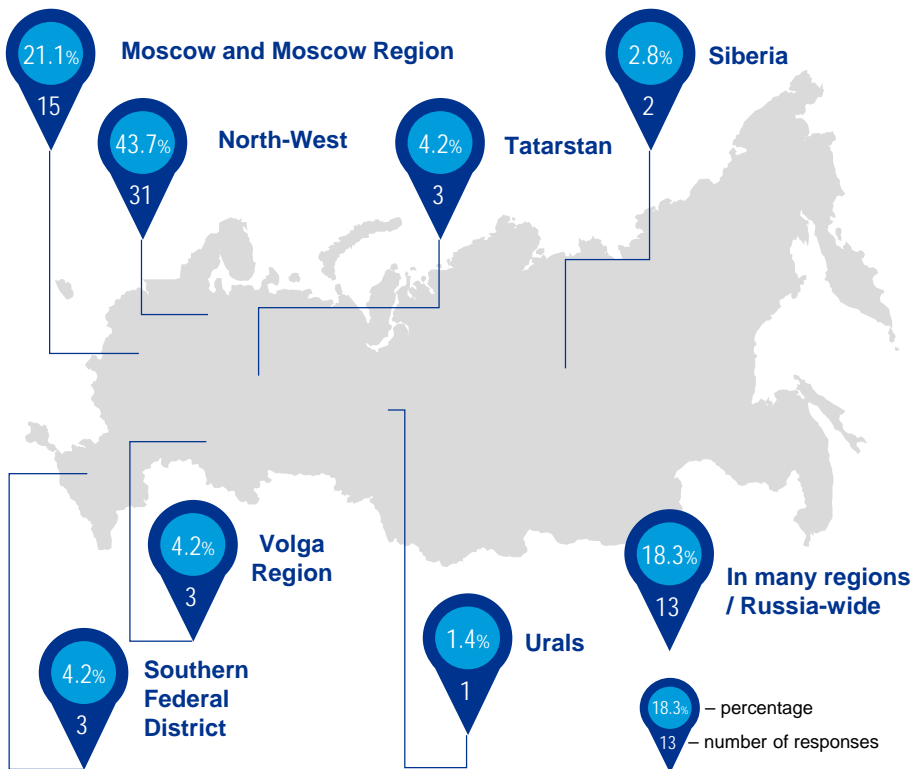 21.1%
15
Moscow and Moscow Region
43.7%
31
North-West
4.2%
3
Tatarstan
2.8%
2
Siberia
4.2%
3
Volga
Region
4.2%
3
Southern
Federal
District
1.4%
1
Urals
18.3%
13
In many regions
/ Russia-wide
18.3% – percentage
13 – number of responses